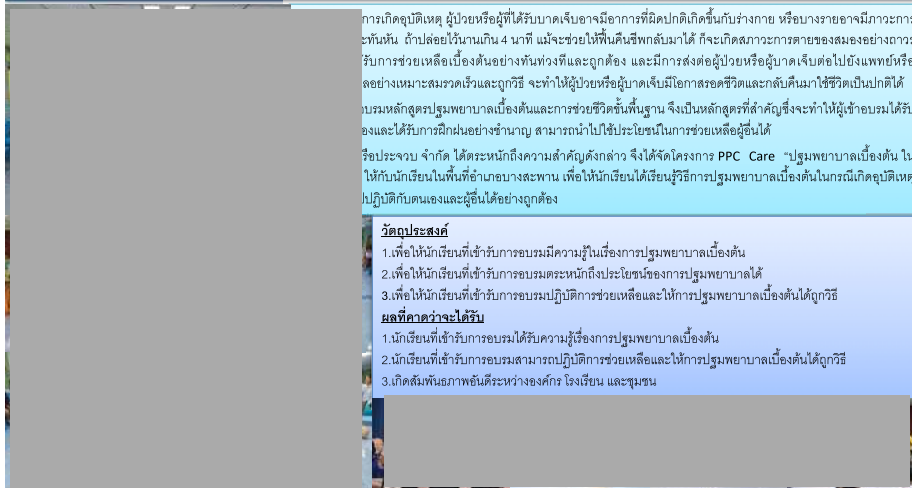 การเกิดอุบัติเหตุ ผู้ป่วยหรือผู้ที่ได้รับบาดเจ็บอาจมีอาการที่ผิดปกติเกิดขึ้นกับร่างกาย หรือบางรายอาจมีภาวะการ
ะทันหัน ถ้าปล่อยไว้นานเกิน 4 นาที แม้จะช่วยให้ฟื้นคืนชีพกลับมาได้ ก็จะเกิดสภาวะการตายของสมองอย่างถาวร
รับการช่วยเหลือเบื้องต้นอย่างทันท่วงทีและถูกต้อง และมีการส่งต่อผู้ป่วยหรือผู้บาดเจ็บต่อไปยังแพทย์หรือ
ลอย่างเหมาะสมรวดเร็วและถูกวิธี จะทำให้ผู้ป่วยหรือผู้บาดเจ็บมีโอกาสรอดชีวิตและกลับคืนมาใช้ชีวิตเป็นปกติได้
อบรมหลักสูตรปฐมพยาบาลเบื้องต้นและการช่วยชีวิตขั้นพื้นฐาน จึงเป็นหลักสูตรที่สำคัญซึ่งจะทำให้ผู้เข้าอบรมได้รับ
องและได้รับการฝึกฝนอย่างชำนาญ สามารถนำไปใช้ประโยชน์ในการช่วยเหลือผู้อื่นได้
รือประจวบ จำกัด ได้ตระหนักถึงความสำคัญดังกล่าว จึงได้จัดโครงการ PPC Care “ปฐมพยาบาลเบื้องต้น ใน
ให้กับนักเรียนในพื้นที่อำเภอบางสะพาน เพื่อให้นักเรียนได้เรียนรู้วิธีการปฐมพยาบาลเบื้องต้นในกรณีเกิดอุบัติเหตุ
ปฏิบัติกับตนเองและผู้อื่นได้อย่างถูกต้อง
วัตถุประสงค์
1.เพื่อให้นักเรียนที่เข้ารับการอบรมมีความรู้ในเรื่องการปฐมพยาบาลเบื้องต้น
2.เพื่อให้นักเรียนที่เข้ารับการอบรมตระหนักถึงประโยชน์ของการปฐมพยาบาลได้
3.เพื่อให้นักเรียนที่เข้ารับการอบรมปฏิบัติการช่วยเหลือและให้การปฐมพยาบาลเบื้องต้นได้ถูกวิธี
ผลที่คาดว่าจะได้รับ
1.นักเรียนที่เข้ารับการอบรมได้รับความรู้เรื่องการปฐมพยาบาลเบื้องต้น
2.นักเรียนที่เข้ารับการอบรมสามารถปฏิบัติการช่วยเหลือและให้การปฐมพยาบาลเบื้องต้นได้ถูกวิธี
3.เกิดสัมพันธภาพอันดีระหว่างองค์กร โรงเรียน และชุมชน